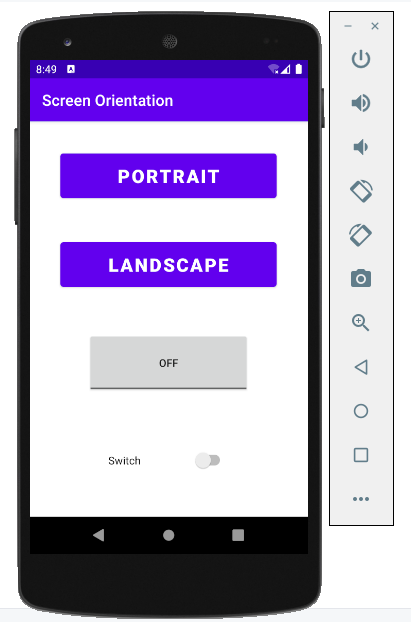 8:49
Screen Orientation
PORTRAIT
LANDSCAPE
OFF
Switch